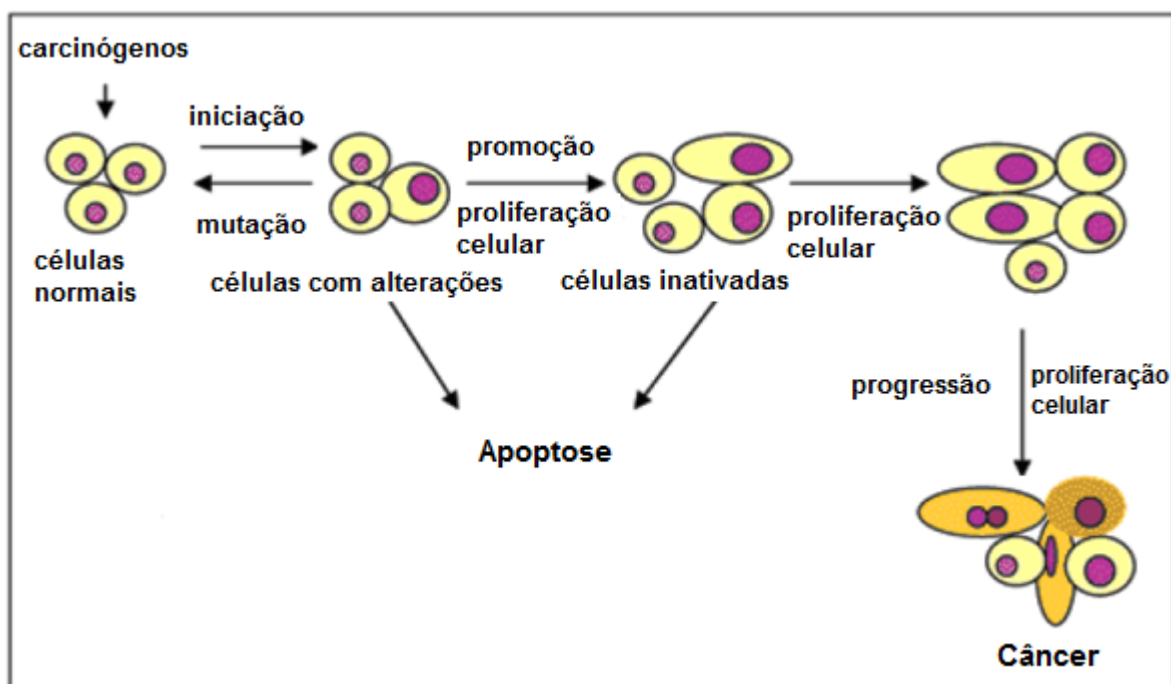 carcinógenos
iniciação
mutação
células
normais
células com alterações
promoção
proliferação
celular
células inativadas
proliferação
celular
Apoptose
progressão
proliferação
celular
Câncer